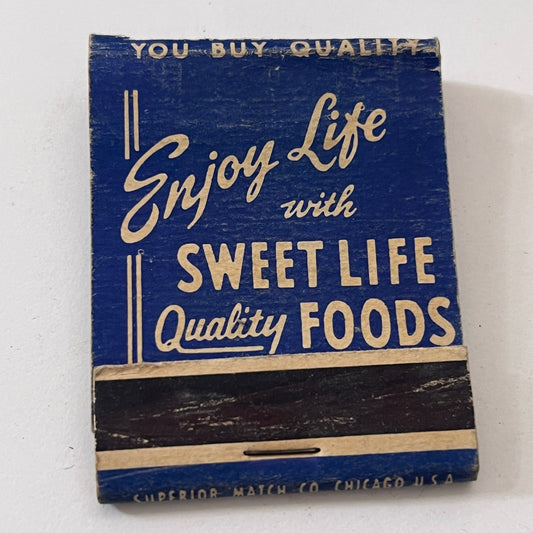 YOU BUY QUALITY
Enjoy Life
with
SWEET LIFE
Quality FOODS
SUPERIOR MATCH CO. CHICAGO U.S.A.